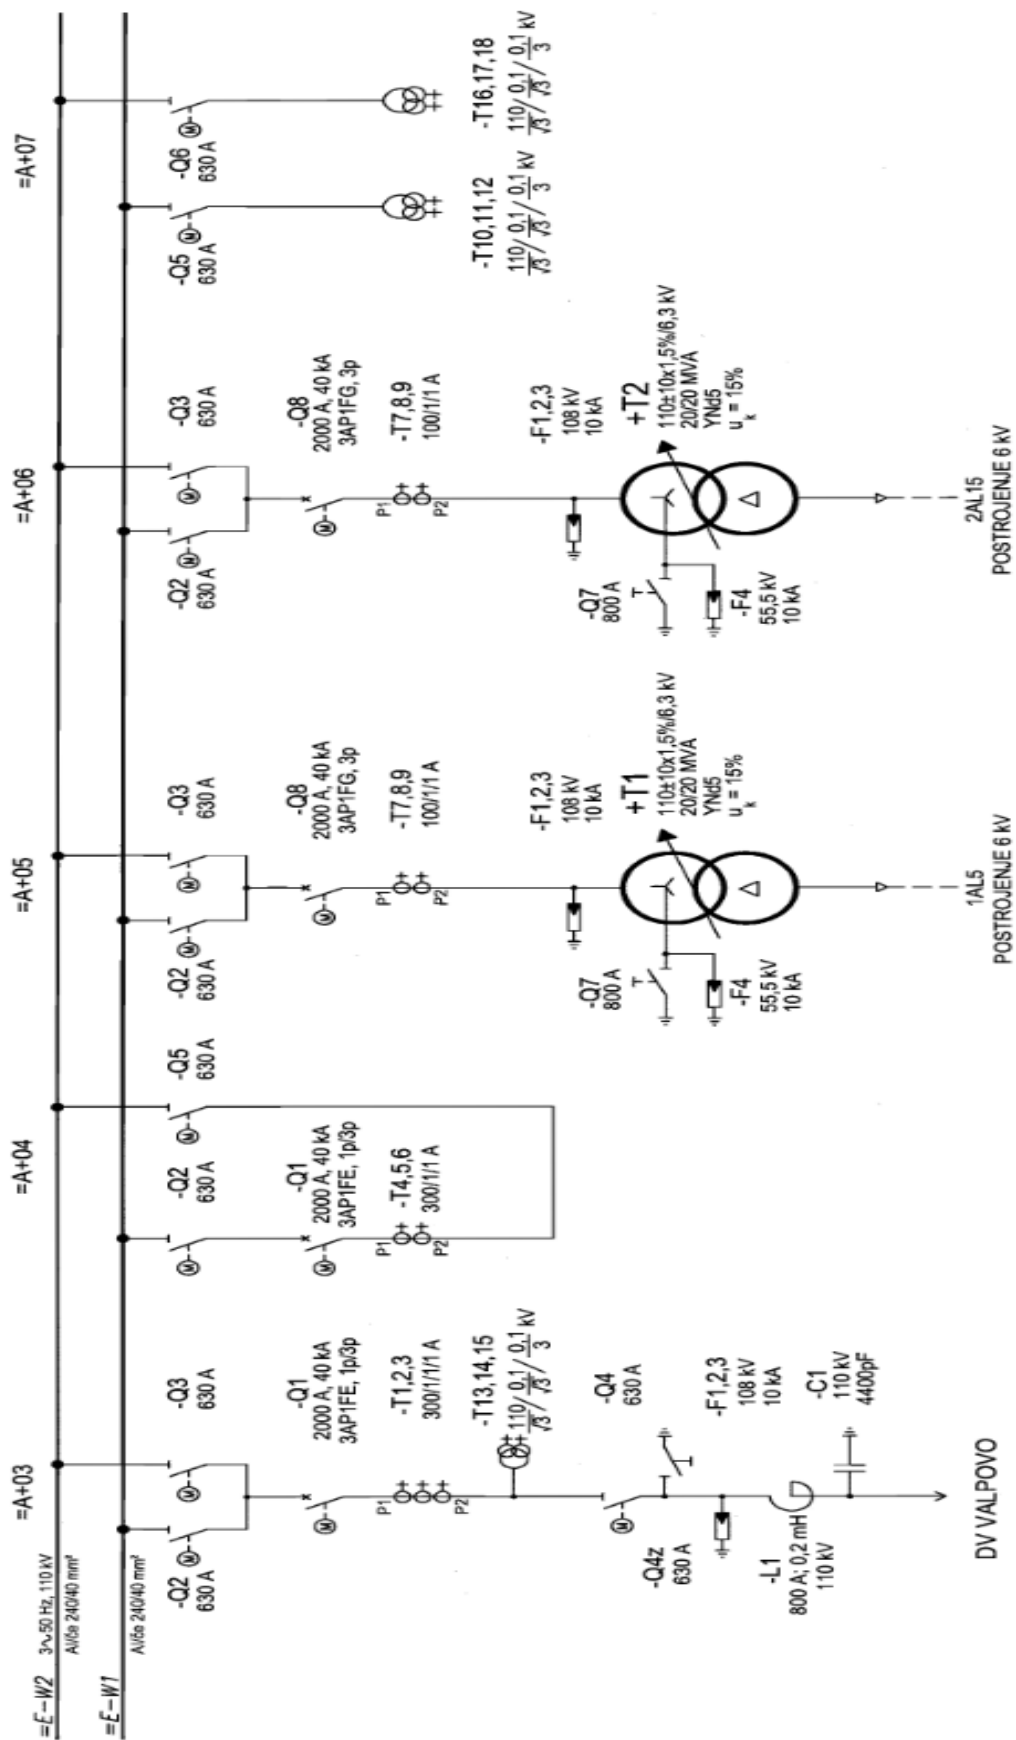 =E-W2 3~50 Hz, 110 kV
Al/če 240/40 mm²
=E-W1
Al/če 240/40 mm²
=A+03
-Q2
630 A
-Q3
630 A
M
M
-Q1
2000 A, 40 kA
3AP1FE, 1p/3p
M
P1
P2
-T1,2,3
300/1/1/1 A
-T13,14,15
110/√3 / 0,1/√3 / 0,1/3 kV
-Q4
630 A
M
-Q4z
630 A
-F1,2,3
108 kV
10 kA
-L1
800 A; 0,2 mH
110 kV
-C1
110 kV
4400pF
DV VALPOVO
=A+04
-Q2
630 A
-Q5
630 A
M
M
-Q1
2000 A, 40 kA
3AP1FE, 1p/3p
M
P1
P2
-T4,5,6
300/1/1 A
=A+05
-Q2
630 A
-Q3
630 A
M
M
-Q8
2000 A, 40 kA
3AP1FG, 3p
M
P1
P2
-T7,8,9
100/1/1 A
-F1,2,3
108 kV
10 kA
+T1
110±10x1,5%/6,3 kV
20/20 MVA
YNd5
uk = 15%
-Q7
800 A
-F4
55,5 kV
10 kA
1AL5
POSTROJENJE 6 kV
=A+06
-Q2
630 A
-Q3
630 A
M
M
-Q8
2000 A, 40 kA
3AP1FG, 3p
M
P1
P2
-T7,8,9
100/1/1 A
-F1,2,3
108 kV
10 kA
+T2
110±10x1,5%/6,3 kV
20/20 MVA
YNd5
uk = 15%
-Q7
800 A
-F4
55,5 kV
10 kA
2AL15
POSTROJENJE 6 kV
=A+07
-Q5
630 A
M
-T10,11,12
110/√3 / 0,1/√3 / 0,1/3 kV
-Q6
630 A
M
-T16,17,18
110/√3 / 0,1/√3 / 0,1/3 kV